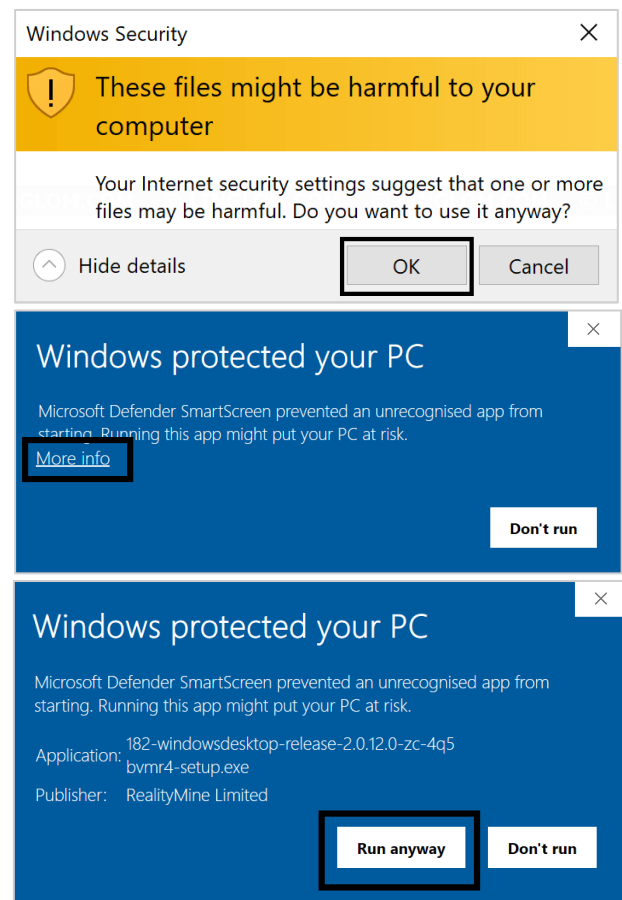 Windows Security
These files might be harmful to your
computer
Your Internet security settings suggest that one or more
files may be harmful. Do you want to use it anyway?
Hide details
OK
Cancel
Windows protected your PC
Microsoft Defender SmartScreen prevented an unrecognised app from
starting. Running this app might put your PC at risk.
More info
Don't run
Windows protected your PC
Microsoft Defender SmartScreen prevented an unrecognised app from
starting. Running this app might put your PC at risk.
Application: 182-windowsdesktop-release-2.0.12.0-zc-4q5
bvmr4-setup.exe
Publisher: RealityMine Limited
Run anyway
Don't run